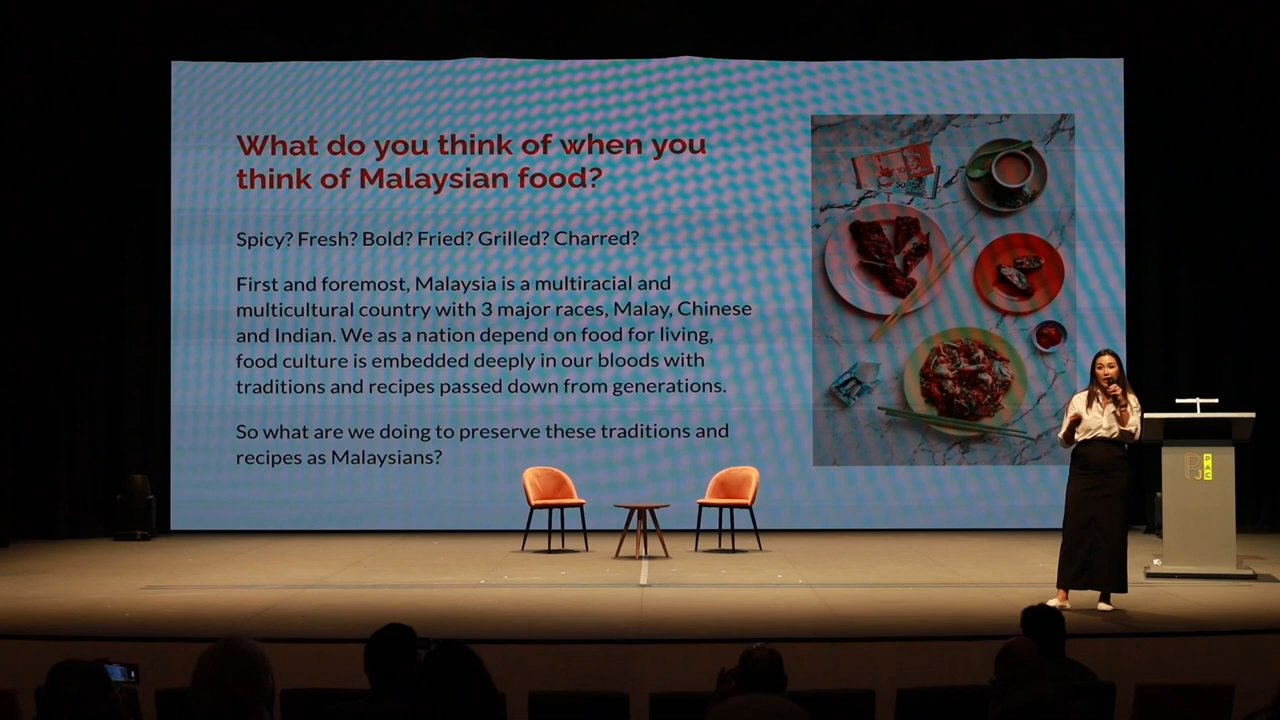 What do you think of when you
think of Malaysian food?
Spicy? Fresh? Bold? Fried? Grilled? Charred?
First and foremost, Malaysia is a multiracial and
multicultural country with 3 major races, Malay, Chinese
and Indian. We as a nation depend on food for living,
food culture is embedded deeply in our bloods with
traditions and recipes passed down from generations.
So what are we doing to preserve these traditions and
recipes as Malaysians?
PJ
PAC